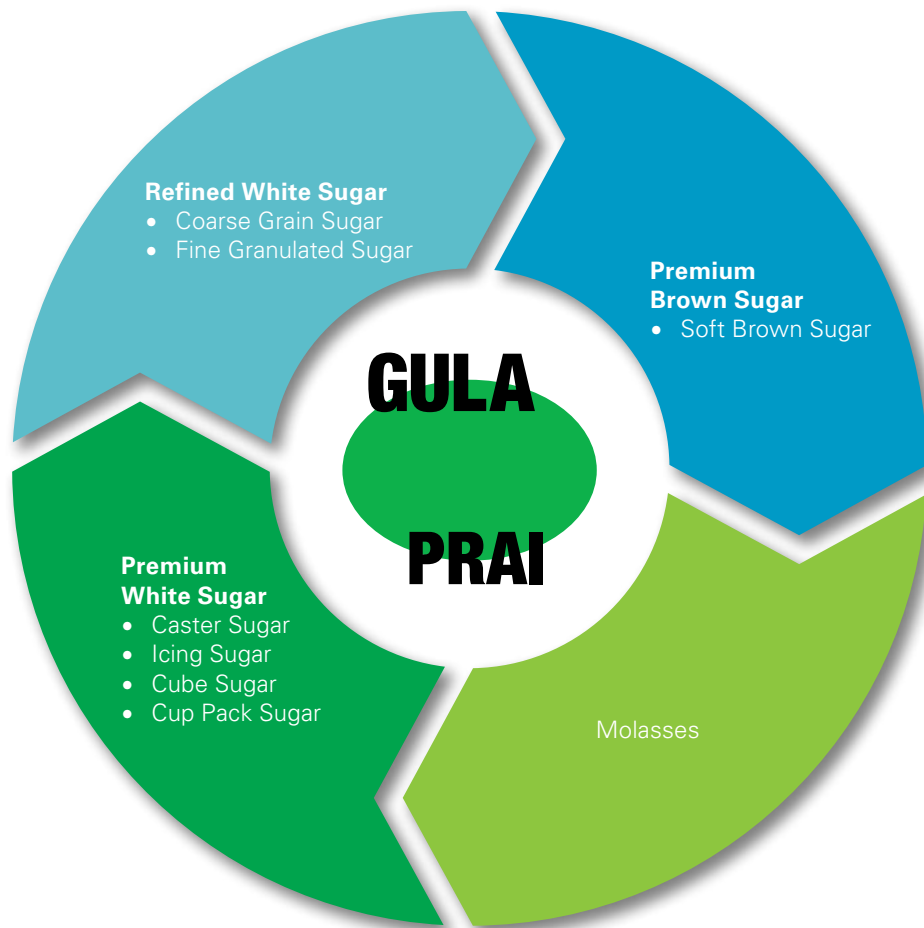 Refined White Sugar
• Coarse Grain Sugar
• Fine Granulated Sugar
Premium
Brown Sugar
• Soft Brown Sugar
GULA
PRAI
Premium
White Sugar
• Caster Sugar
• Icing Sugar
• Cube Sugar
• Cup Pack Sugar
Molasses